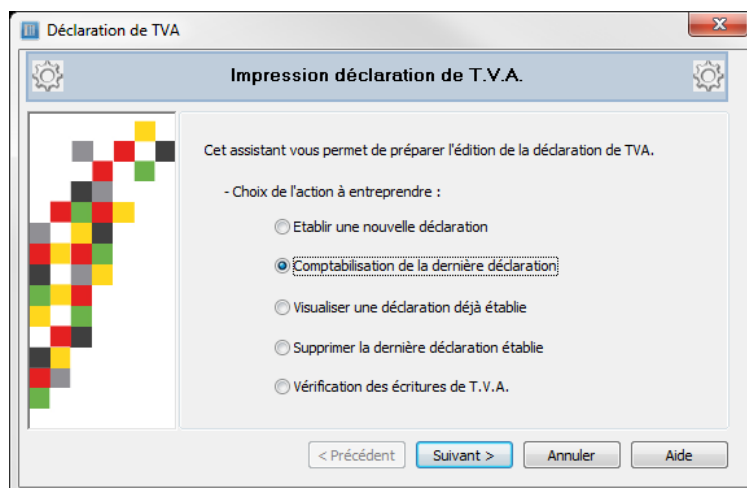 Déclaration de TVA
Impression déclaration de T.V.A.
Cet assistant vous permet de préparer l'édition de la déclaration de TVA.
- Choix de l'action à entreprendre :
Etablir une nouvelle déclaration
Comptabilisation de la dernière déclaration
Visualiser une déclaration déjà établie
Supprimer la dernière déclaration établie
Vérification des écritures de T.V.A.
< Précédent Suivant > Annuler Aide